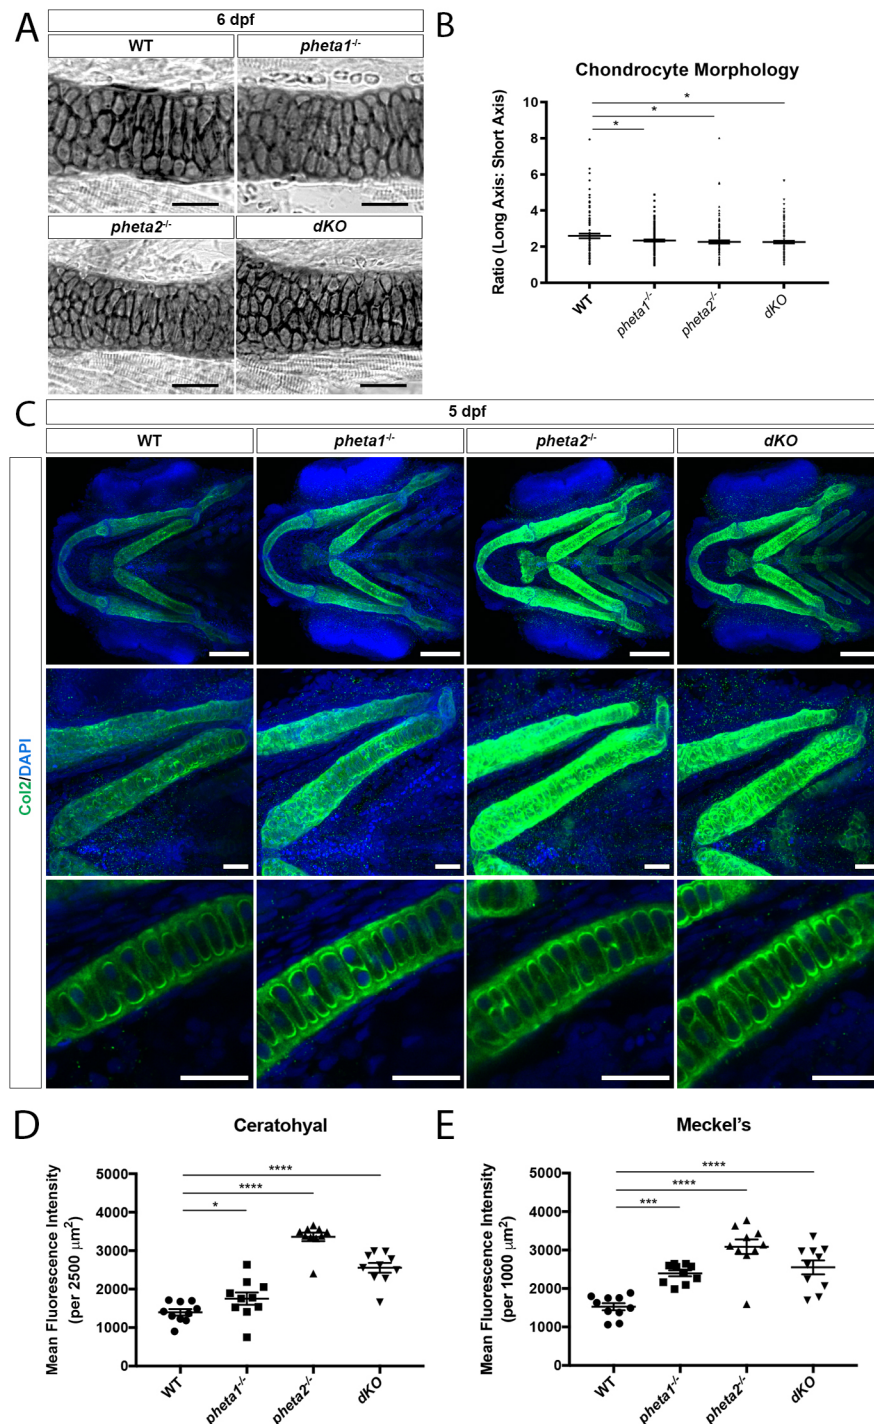 A
6 dpf
WT
pheta1-/-
pheta2-/-
dKO
B
Chondrocyte Morphology
Ratio (Long Axis: Short Axis)
10
8
6
4
2
0
*
*
*
WT
pheta1-/-
pheta2-/-
dKO
C
5 dpf
WT
pheta1-/-
pheta2-/-
dKO
Col2/DAPI
D
Ceratohyal
Mean Fluorescence Intensity
(per 2500 μm2)
5000
4000
3000
2000
1000
0
****
****
*
WT
pheta1-/-
pheta2-/-
dKO
E
Meckel's
Mean Fluorescence Intensity
(per 1000 μm2)
5000
4000
3000
2000
1000
0
****
****
***
WT
pheta1-/-
pheta2-/-
dKO